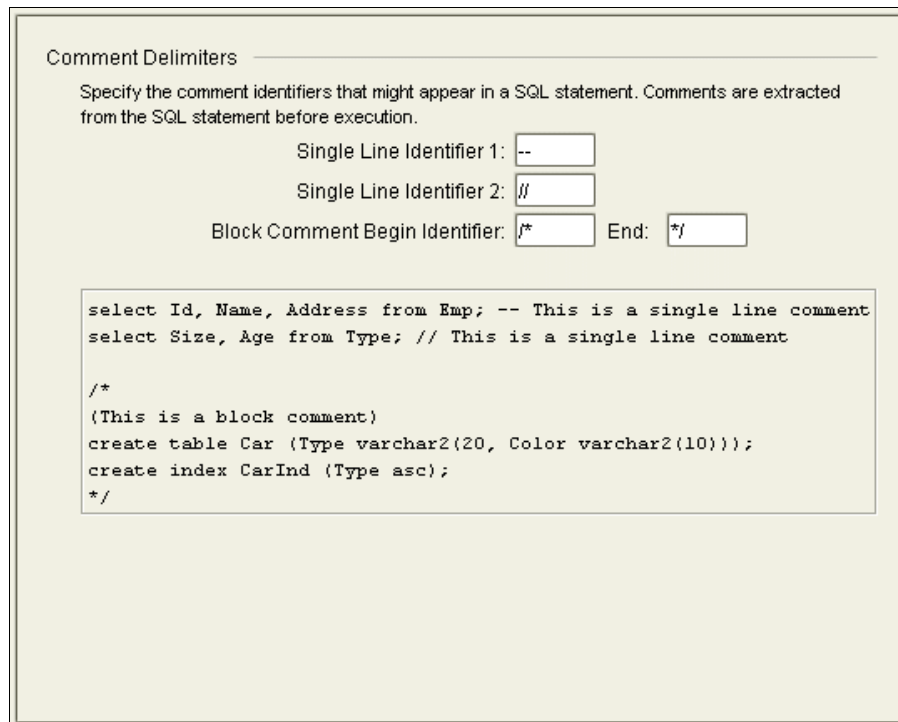 Comment Delimiters
Specify the comment identifiers that might appear in a SQL statement. Comments are extracted
from the SQL statement before execution.
Single Line Identifier 1: --
Single Line Identifier 2: //
Block Comment Begin Identifier: /* End: */
select Id, Name, Address from Emp; -- This is a single line comment
select Size, Age from Type; // This is a single line comment
/*
(This is a block comment)
create table Car (Type varchar2(20, Color varchar2(10)));
create index CarInd (Type asc);
*/